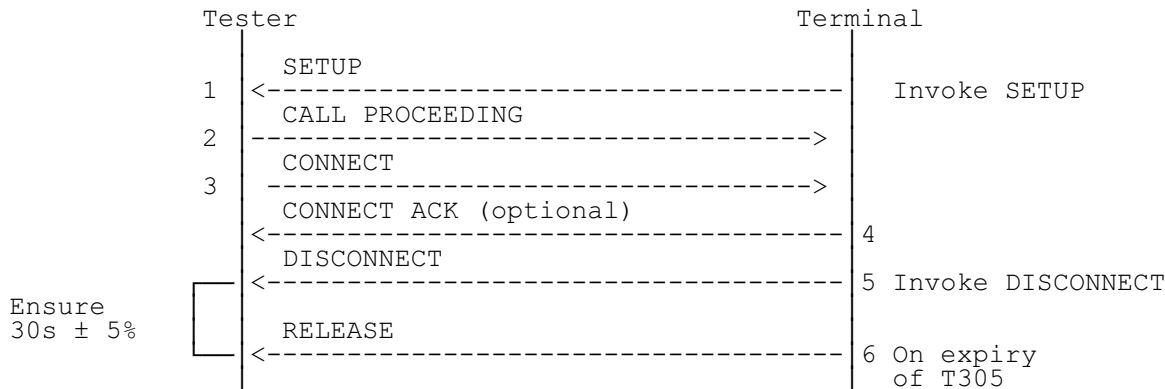 Tester Terminal
SETUP
1 Invoke SETUP
CALL PROCEEDING
2
CONNECT
3
CONNECT ACK (optional)
4
DISCONNECT
5 Invoke DISCONNECT
Ensure
30s ± 5%
RELEASE
6 On expiry
of T305